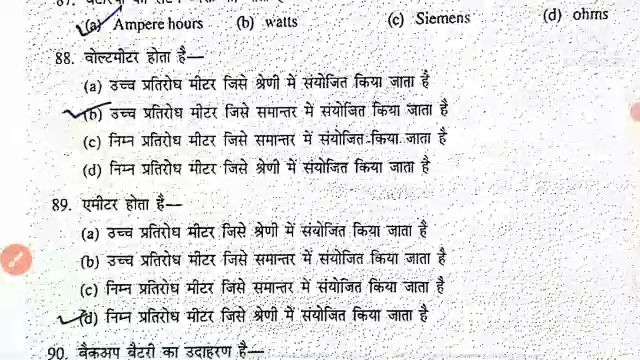 87. बैटरियों
(a) Ampere hours (b) watts (c) Siemens (d) ohms
88. वोल्टमीटर होता है—
(a) उच्च प्रतिरोध मीटर जिसे श्रेणी में संयोजित किया जाता है
(b) उच्च प्रतिरोध मीटर जिसे समान्तर में संयोजित किया जाता है
(c) निम्न प्रतिरोध मीटर जिसे समान्तर में संयोजित किया जाता है
(d) निम्न प्रतिरोध मीटर जिसे श्रेणी में संयोजित किया जाता है
89. एमीटर होता है—
(a) उच्च प्रतिरोध मीटर जिसे श्रेणी में संयोजित किया जाता है
(b) उच्च प्रतिरोध मीटर जिसे समान्तर में संयोजित किया जाता है
(c) निम्न प्रतिरोध मीटर जिसे समान्तर में संयोजित किया जाता है
(d) निम्न प्रतिरोध मीटर जिसे श्रेणी में संयोजित किया जाता है
90. बैकअप बैटरी का उदाहरण है—